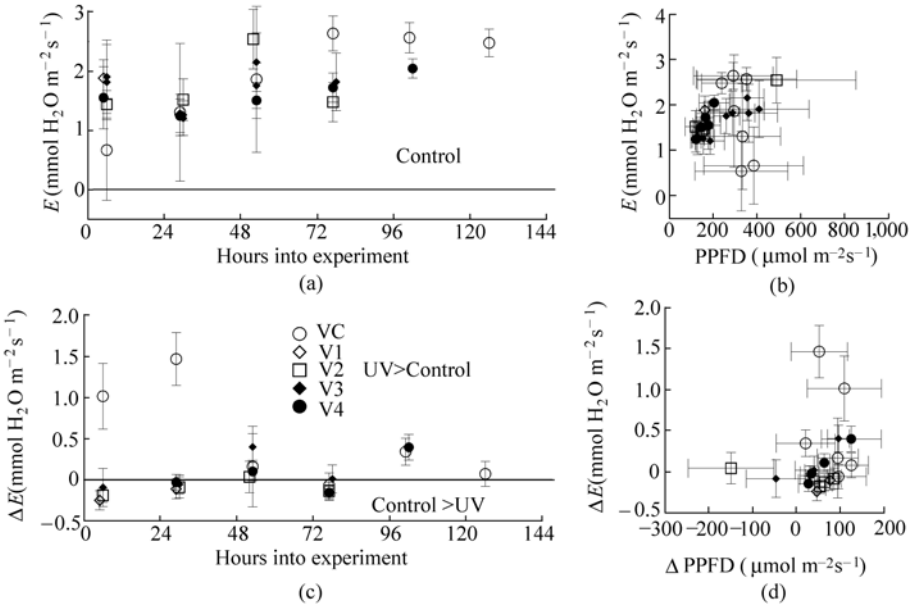 3
2
1
0
E (mmol H₂O m⁻² s⁻¹)
Control
0 24 48 72 96 120 144
Hours into experiment
(a)
4
3
2
1
0
E (mmol H₂O m⁻² s⁻¹)
0 200 400 600 800 1,000
PPFD (μmol m⁻²s⁻¹)
(b)
2.0
1.5
1.0
0.5
0
−0.5
ΔE(mmol H₂O m⁻² s⁻¹)
VC
V1
V2
V3
V4
UV>Control
Control >UV
0 24 48 72 96 120 144
Hours into experiment
(c)
2.0
1.5
1.0
0.5
0
−0.5
ΔE(mmol H₂O m⁻² s⁻¹)
−300 −200 −100 0 100 200
Δ PPFD (μmol m⁻²s⁻¹)
(d)